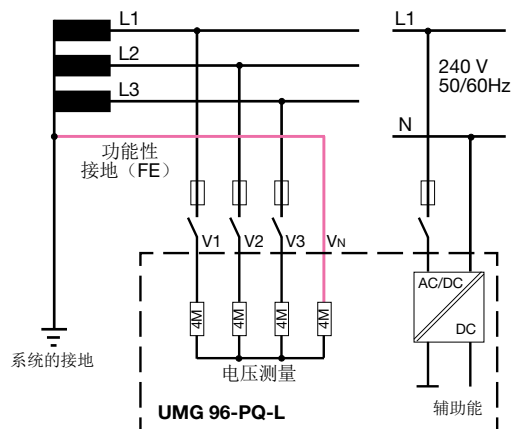 L1
L2
L3
功能性
接地（FE）
V1
V2
V3
VN
4M
4M
4M
4M
电压测量
UMG 96-PQ-L
系统的接地
L1
240 V
50/60Hz
N
AC/DC
DC
辅助能